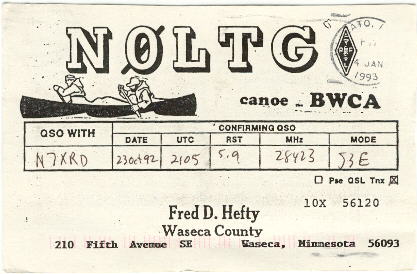 NØLTG
4 JAN
1993
canoe - BWCA
CONFIRMING QSO
QSO WITH DATE UTC RST MHz MODE
N7XRD 23Oct92 2105 5.9 28423 J3E
Pse QSL Tnx
10X 56120
Fred D. Hefty
Waseca County
210 Fifth Avenue SE Waseca, Minnesota 56093